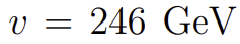 v = 246 GeV